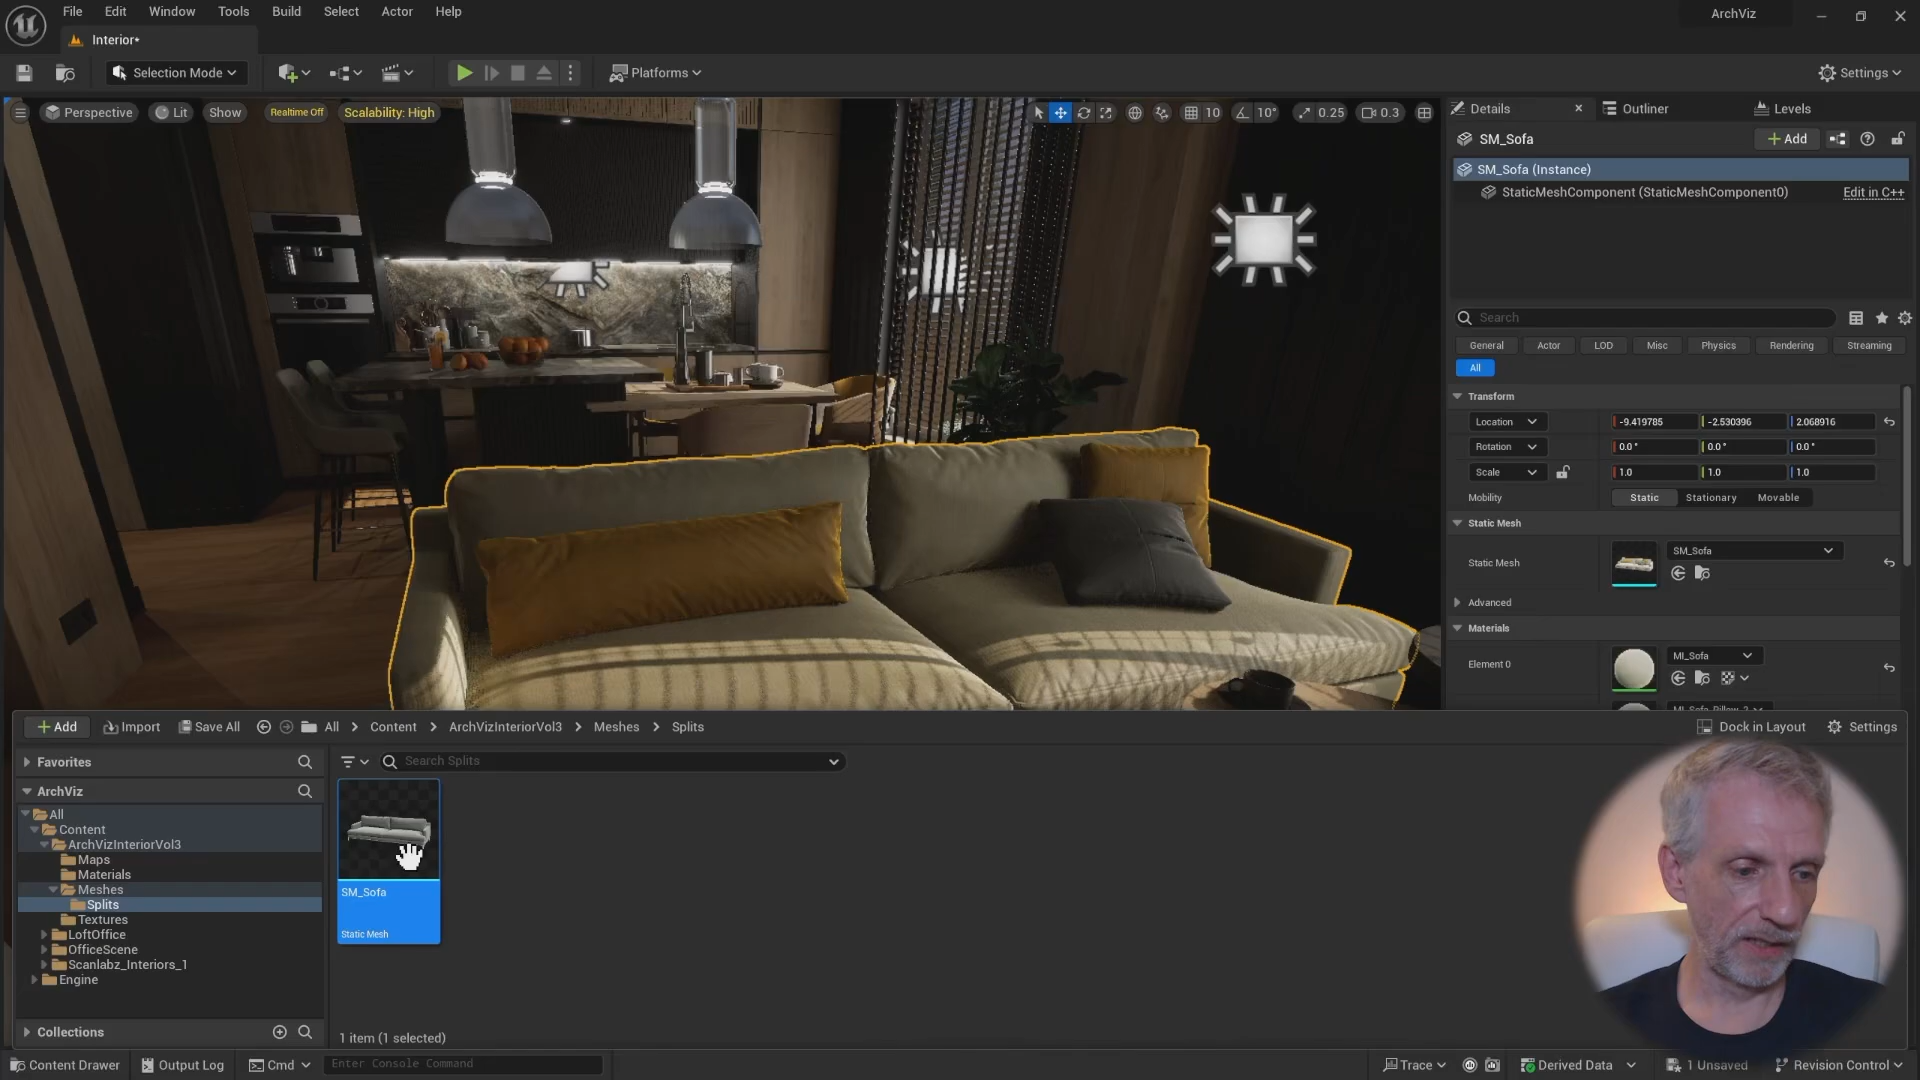 File Edit Window Tools Build Select Actor Help
ArchViz
Interior*
Selection Mode
Platforms
Settings
Perspective Lit Show Realtime Off Scalability: High
10 10° 0.25 0.3
Details Outliner Levels
SM_Sofa
Add
SM_Sofa (Instance)
StaticMeshComponent (StaticMeshComponent0) Edit in C++
Search
General Actor LOD Misc Physics Rendering Streaming
All
Transform
Location -9.419785 -2.530396 2.068916
Rotation 0.0 ° 0.0 ° 0.0 °
Scale 1.0 1.0 1.0
Mobility Static Stationary Movable
Static Mesh
Static Mesh SM_Sofa
Advanced
Materials
Element 0 MI_Sofa
MI_Sofa_Pillow_2
Add Import Save All All Content ArchVizInteriorVol3 Meshes Splits Dock in Layout Settings
Favorites
Search Splits
ArchViz
All
Content
ArchVizInteriorVol3
Maps
Materials
Meshes
Splits
Textures
LoftOffice
OfficeScene
Scanlabz_Interiors_1
Engine
SM_Sofa
Static Mesh
Collections
1 item (1 selected)
Content Drawer Output Log Cmd Enter Console Command Trace Derived Data 1 Unsaved Revision Control